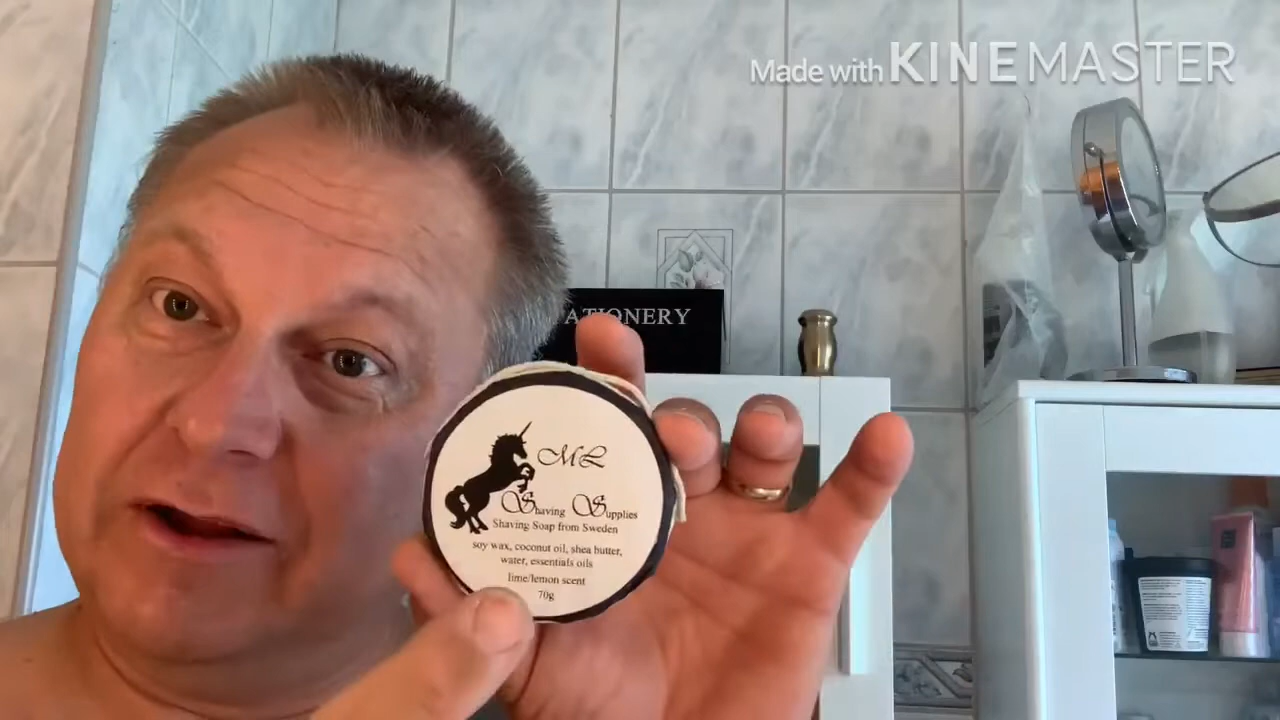 Made with KINEMASTER
ATIONERY
ML
Shaving Supplies
Shaving Soap from Sweden
soy wax, coconut oil, shea butter,
water, essentials oils
lime/lemon scent
70g